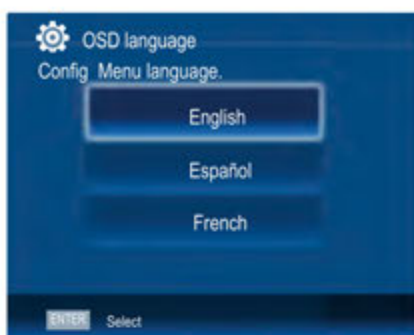 OSD language
Config Menu language.
English
Español
French
ENTER Select